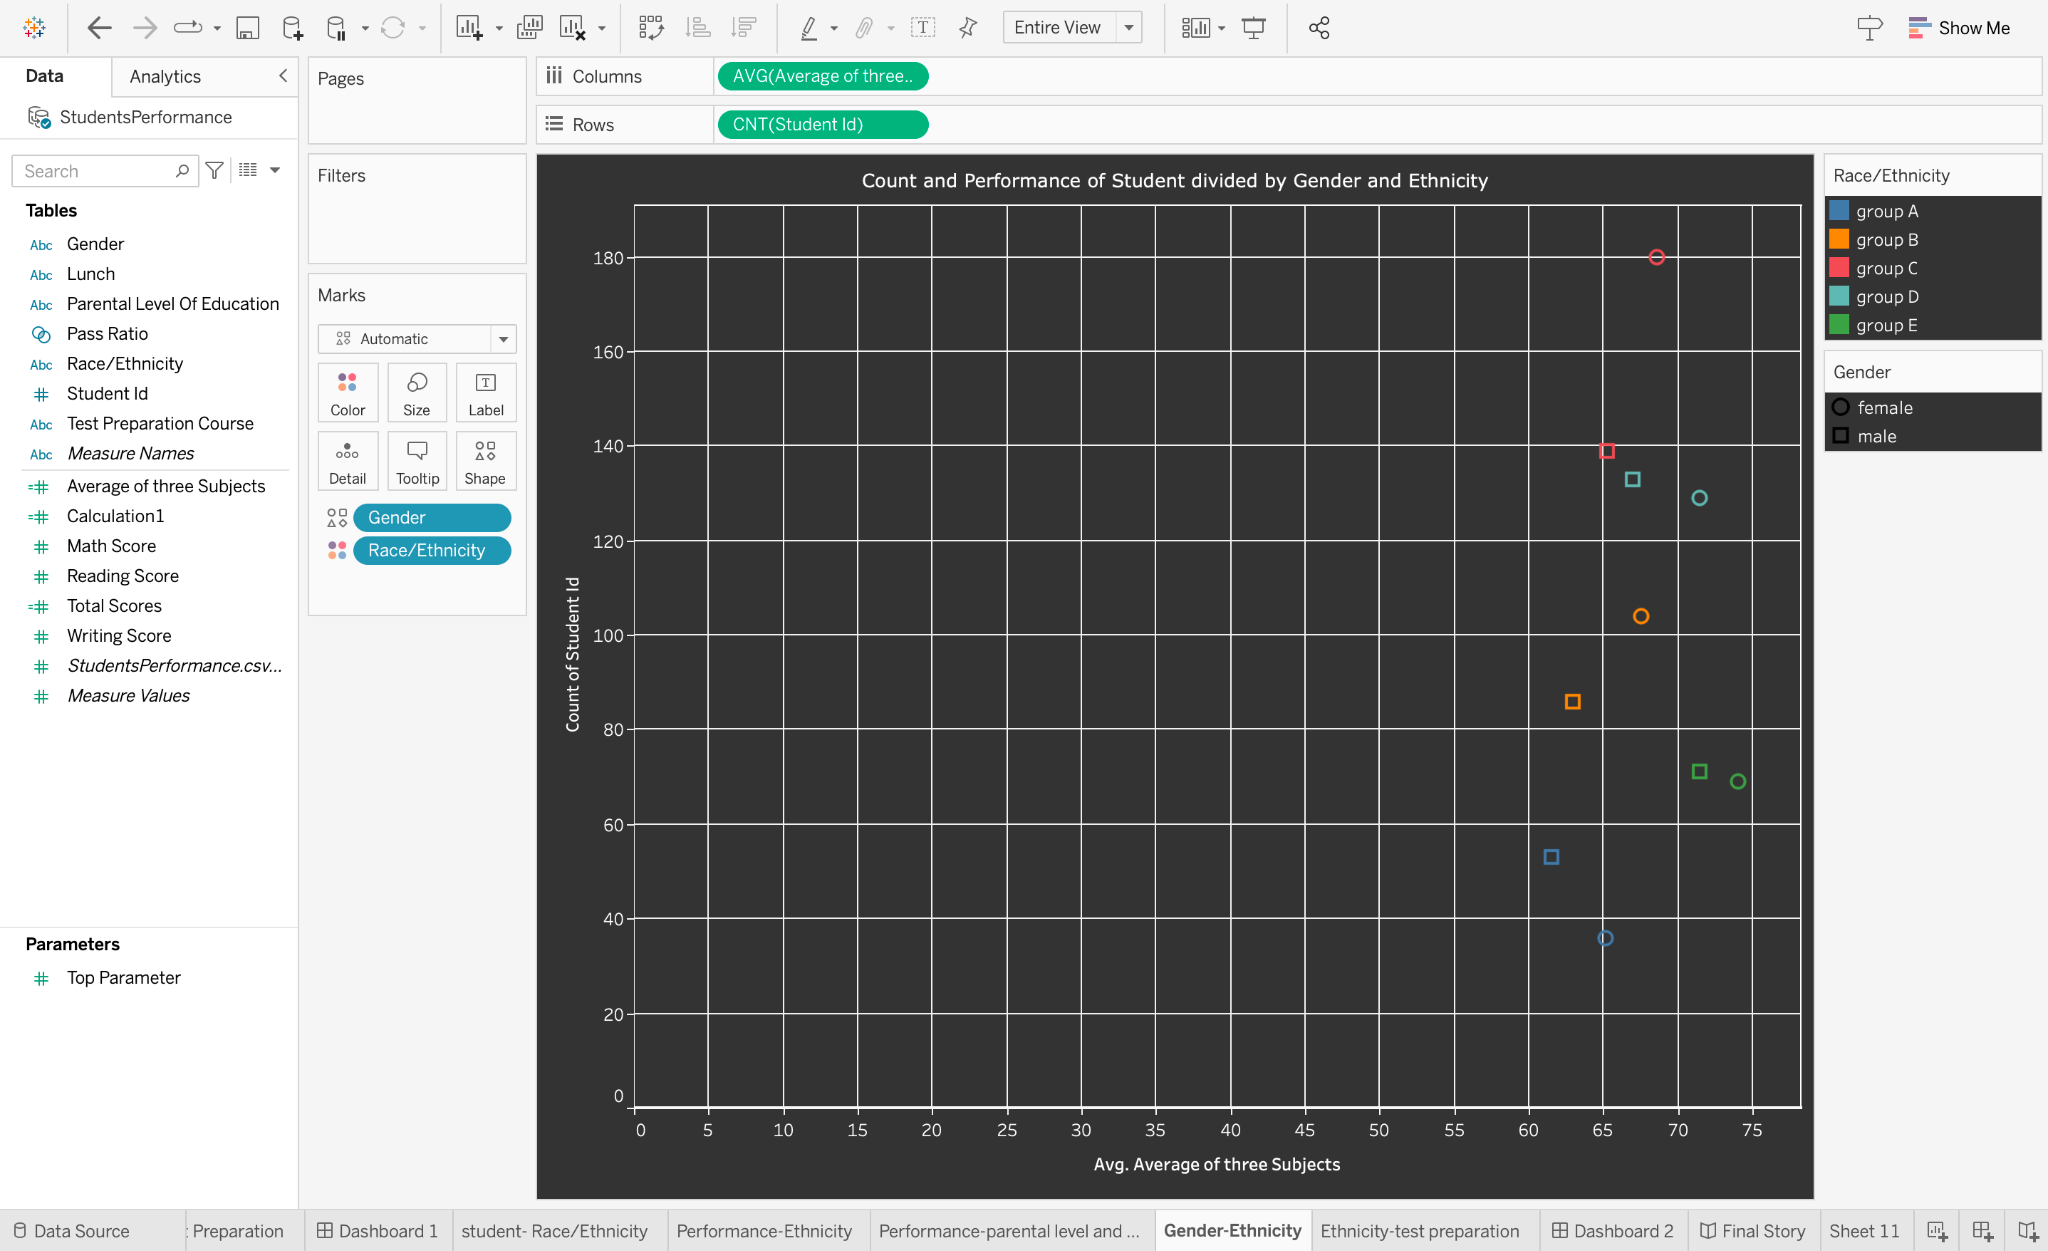 Entire View
Show Me
Data
Analytics
StudentsPerformance
Search
Tables
Abc Gender
Abc Lunch
Abc Parental Level Of Education
Pass Ratio
Abc Race/Ethnicity
Student Id
Abc Test Preparation Course
Abc Measure Names
Average of three Subjects
Calculation1
Math Score
Reading Score
Total Scores
Writing Score
StudentsPerformance.csv...
Measure Values
Parameters
Top Parameter
Pages
Filters
Marks
Automatic
Color
Size
Label
Detail
Tooltip
Shape
Gender
Race/Ethnicity
Columns
AVG(Average of three..
Rows
CNT(Student Id)
Count and Performance of Student divided by Gender and Ethnicity
Count of Student Id
180
160
140
120
100
80
60
40
20
0
0 5 10 15 20 25 30 35 40 45 50 55 60 65 70 75
Avg. Average of three Subjects
Race/Ethnicity
group A
group B
group C
group D
group E
Gender
female
male
Data Source
: Preparation
Dashboard 1
student- Race/Ethnicity
Performance-Ethnicity
Performance-parental level and ...
Gender-Ethnicity
Ethnicity-test preparation
Dashboard 2
Final Story
Sheet 11